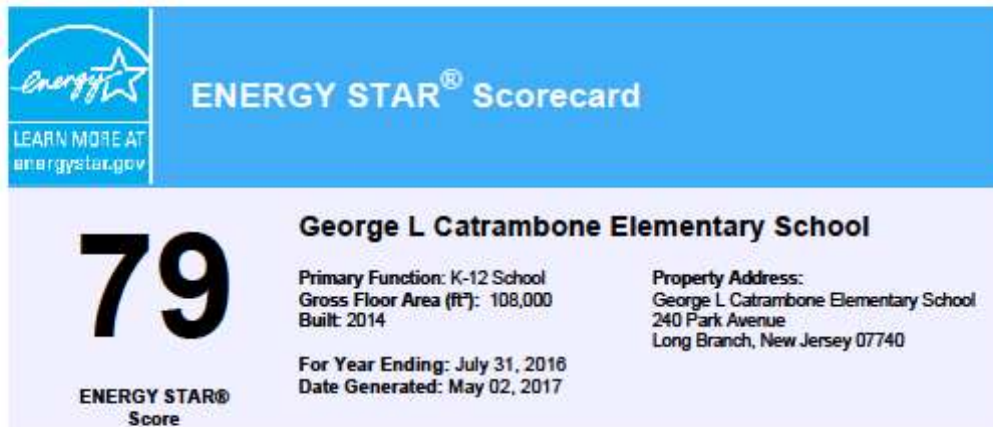 energy
LEARN MORE AT
energystar.gov
ENERGY STAR® Scorecard
79
ENERGY STAR®
Score
George L Catrambone Elementary School
Primary Function: K-12 School
Gross Floor Area (ft²): 108,000
Built: 2014
For Year Ending: July 31, 2016
Date Generated: May 02, 2017
Property Address:
George L Catrambone Elementary School
240 Park Avenue
Long Branch, New Jersey 07740